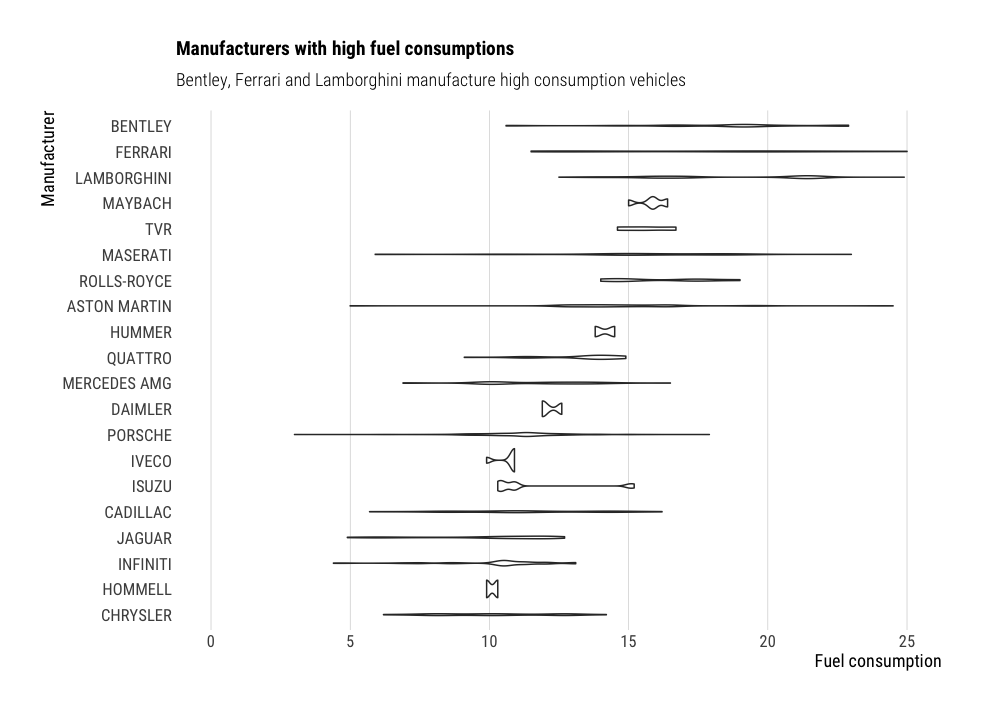 Manufacturers with high fuel consumptions
Bentley, Ferrari and Lamborghini manufacture high consumption vehicles
Manufacturer
BENTLEY
FERRARI
LAMBORGHINI
MAYBACH
TVR
MASERATI
ROLLS-ROYCE
ASTON MARTIN
HUMMER
QUATTRO
MERCEDES AMG
DAIMLER
PORSCHE
IVECO
ISUZU
CADILLAC
JAGUAR
INFINITI
HOMMELL
CHRYSLER
0 5 10 15 20 25
Fuel consumption